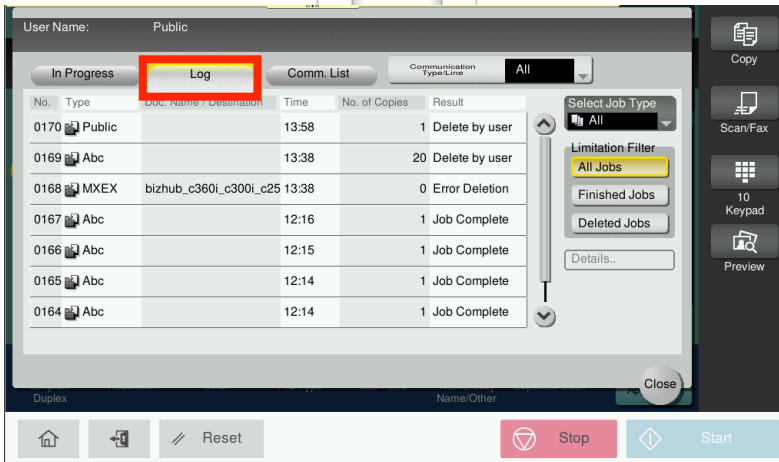 User Name: Public
In Progress Log Comm. List Communication Type/Line All
No. Type Doc. Name / Destination Time No. of Copies Result
0170 Public 13:58 1 Delete by user
0169 Abc 13:38 20 Delete by user
0168 MXEX bizhub_c360i_c300i_c25 13:38 0 Error Deletion
0167 Abc 12:16 1 Job Complete
0166 Abc 12:15 1 Job Complete
0165 Abc 12:14 1 Job Complete
0164 Abc 12:14 1 Job Complete
Select Job Type
All
Limitation Filter
All Jobs
Finished Jobs
Deleted Jobs
Details..
Close
Duplex
Name/Other
Copy
Scan/Fax
10
Keypad
Preview
Reset Stop Start